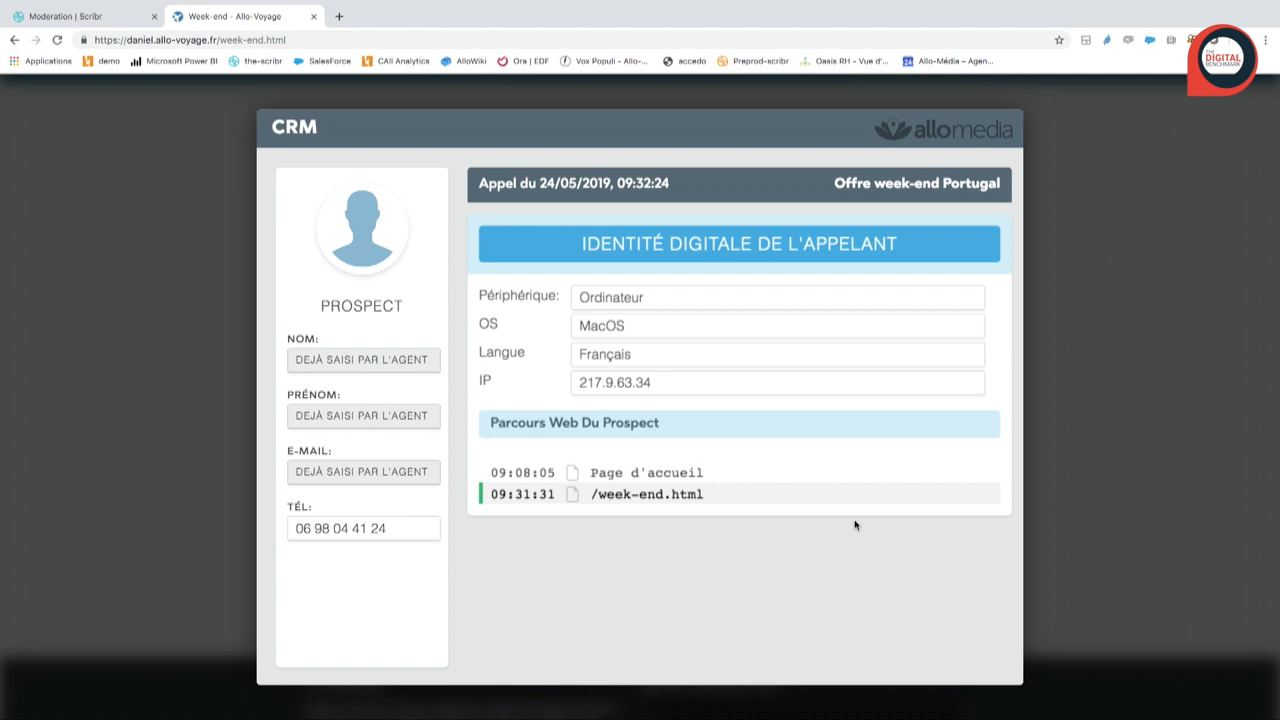 Moderation | Scribr
Week-end - Allo-Voyage
https://daniel.allo-voyage.fr/week-end.html
Applications demo Microsoft Power BI the-scribr SalesForce CAll Analytics AlloWiki Ora | EDF Vox Populi - Allo-... accedo Preprod-scribr Oasis RH - Vue d'... 24 Allo-Média – Agen...
THE
DIGITAL
BENCHMARK
CRM
allomedia
PROSPECT
NOM:
DEJÀ SAISI PAR L'AGENT
PRÉNOM:
DEJÀ SAISI PAR L'AGENT
E-MAIL:
DEJÀ SAISI PAR L'AGENT
TÉL:
06 98 04 41 24
Appel du 24/05/2019, 09:32:24 Offre week-end Portugal
IDENTITÉ DIGITALE DE L'APPELANT
Périphérique: Ordinateur
OS MacOS
Langue Français
IP 217.9.63.34
Parcours Web Du Prospect
09:08:05 Page d'accueil
09:31:31 /week-end.html